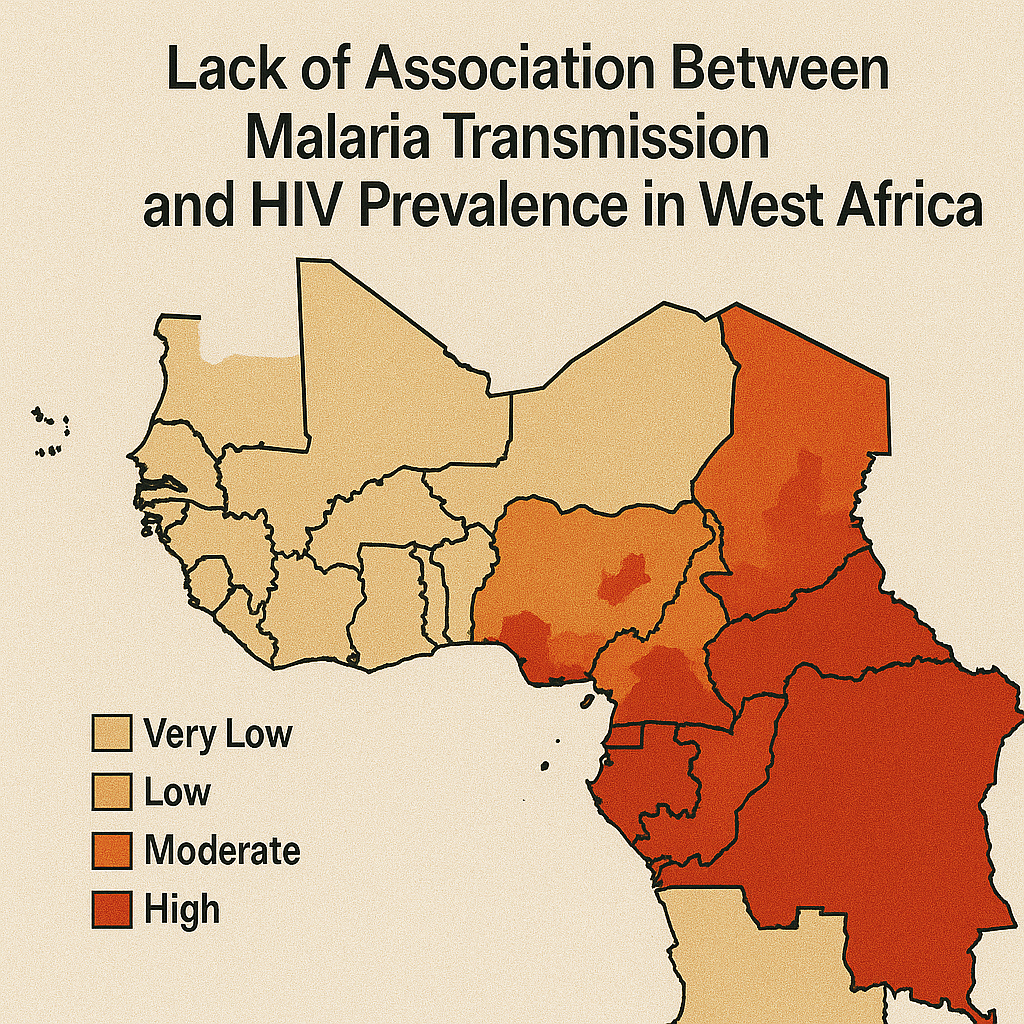 Lack of Association Between
Malaria Transmission
and HIV Prevalence in West Africa
Very Low
Low
Moderate
High